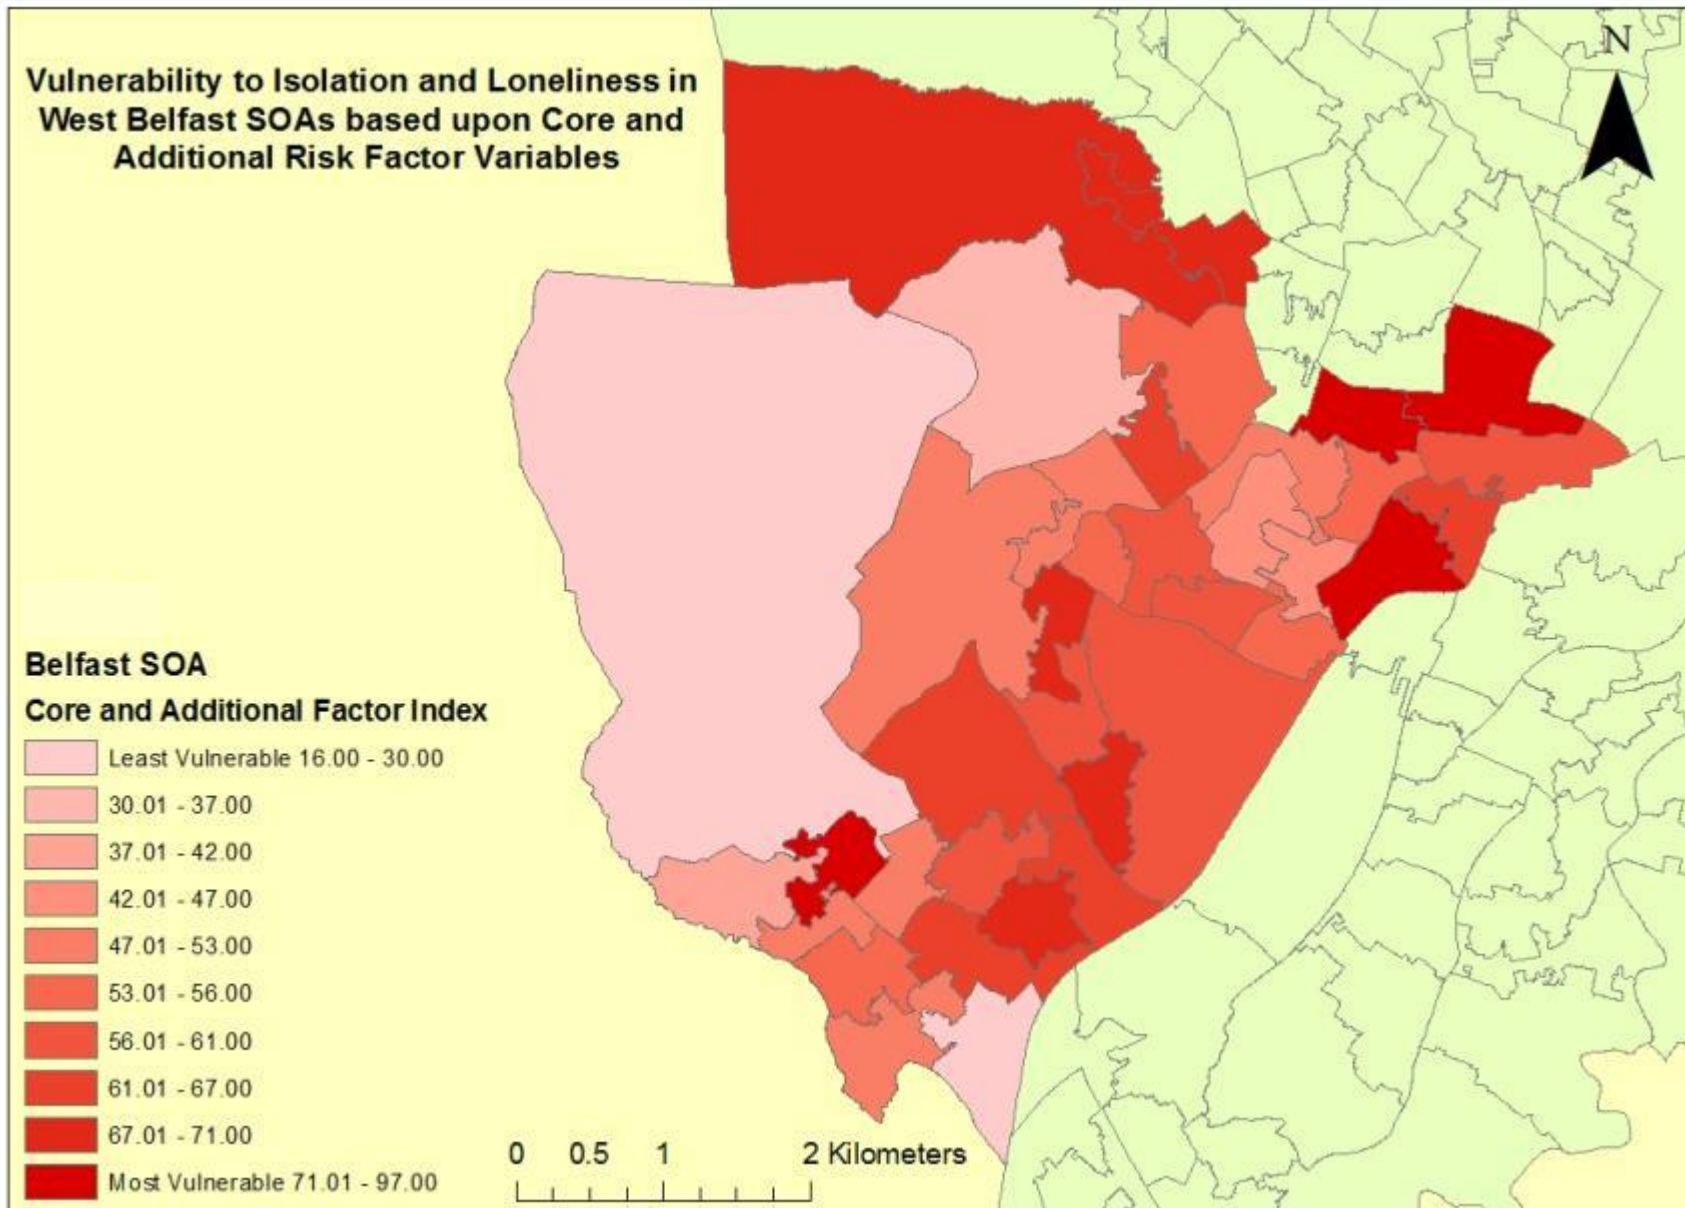 Vulnerability to Isolation and Loneliness in
West Belfast SOAs based upon Core and
Additional Risk Factor Variables
N
Belfast SOA
Core and Additional Factor Index
Least Vulnerable 16.00 - 30.00
30.01 - 37.00
37.01 - 42.00
42.01 - 47.00
47.01 - 53.00
53.01 - 56.00
56.01 - 61.00
61.01 - 67.00
67.01 - 71.00
Most Vulnerable 71.01 - 97.00
0 0.5 1 2 Kilometers